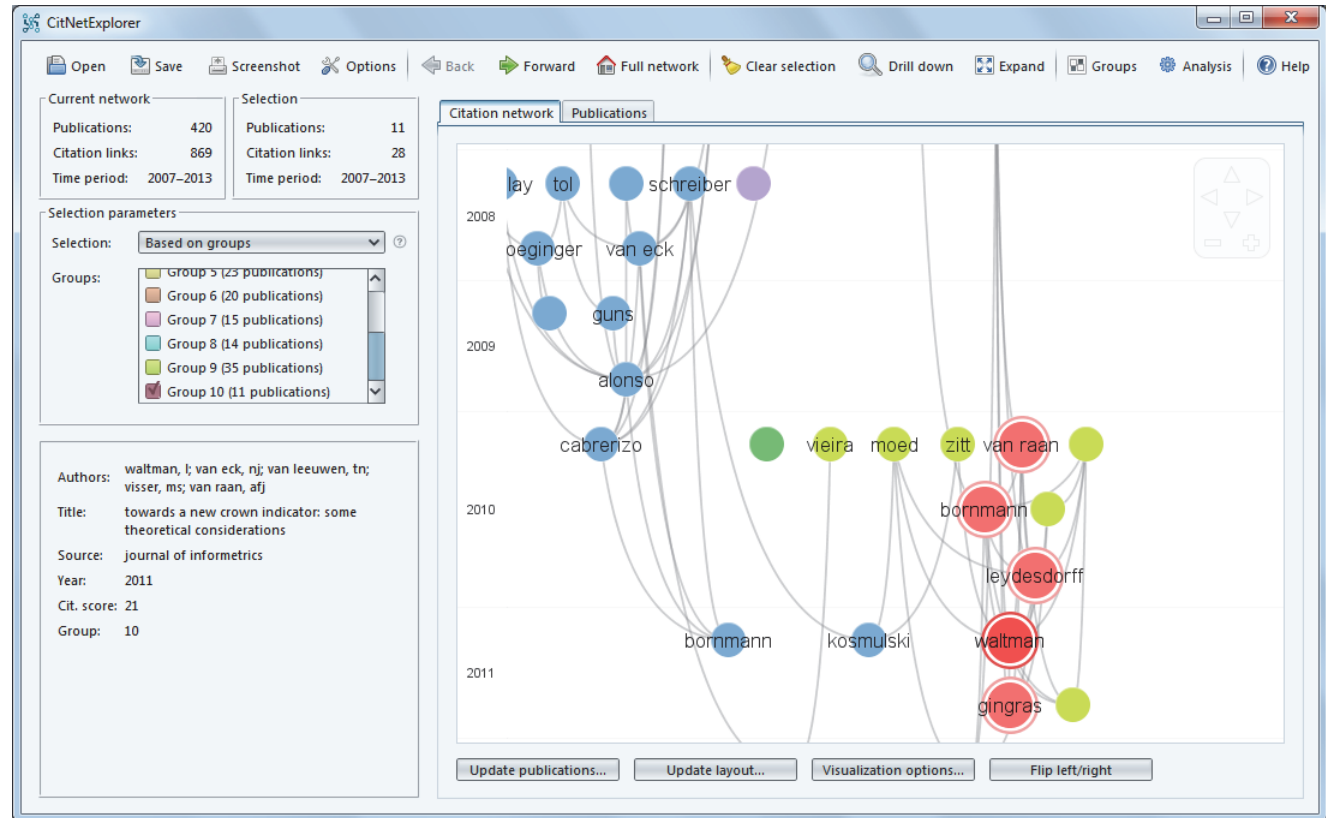 CitNetExplorer
Open Save Screenshot Options Back Forward Full network Clear selection Drill down Expand Groups Analysis Help
Current network
Publications: 420
Citation links: 869
Time period: 2007–2013
Selection
Publications: 11
Citation links: 28
Time period: 2007–2013
Selection parameters
Selection: Based on groups
Groups:
Group 5 (23 publications)
Group 6 (20 publications)
Group 7 (15 publications)
Group 8 (14 publications)
Group 9 (35 publications)
Group 10 (11 publications)
Authors: waltman, l; van eck, nj; van leeuwen, tn;
visser, ms; van raan, afj
Title: towards a new crown indicator: some
theoretical considerations
Source: journal of informetrics
Year: 2011
Cit. score: 21
Group: 10
Citation network Publications
lay tol schreiber
2008
oeginger van eck
guns
2009
alonso
cabrerizo vieira moed zitt van raan
2010 bornmann
leydesdorff
bornmann kosmulski waltman
2011
gingras
Update publications... Update layout... Visualization options... Flip left/right